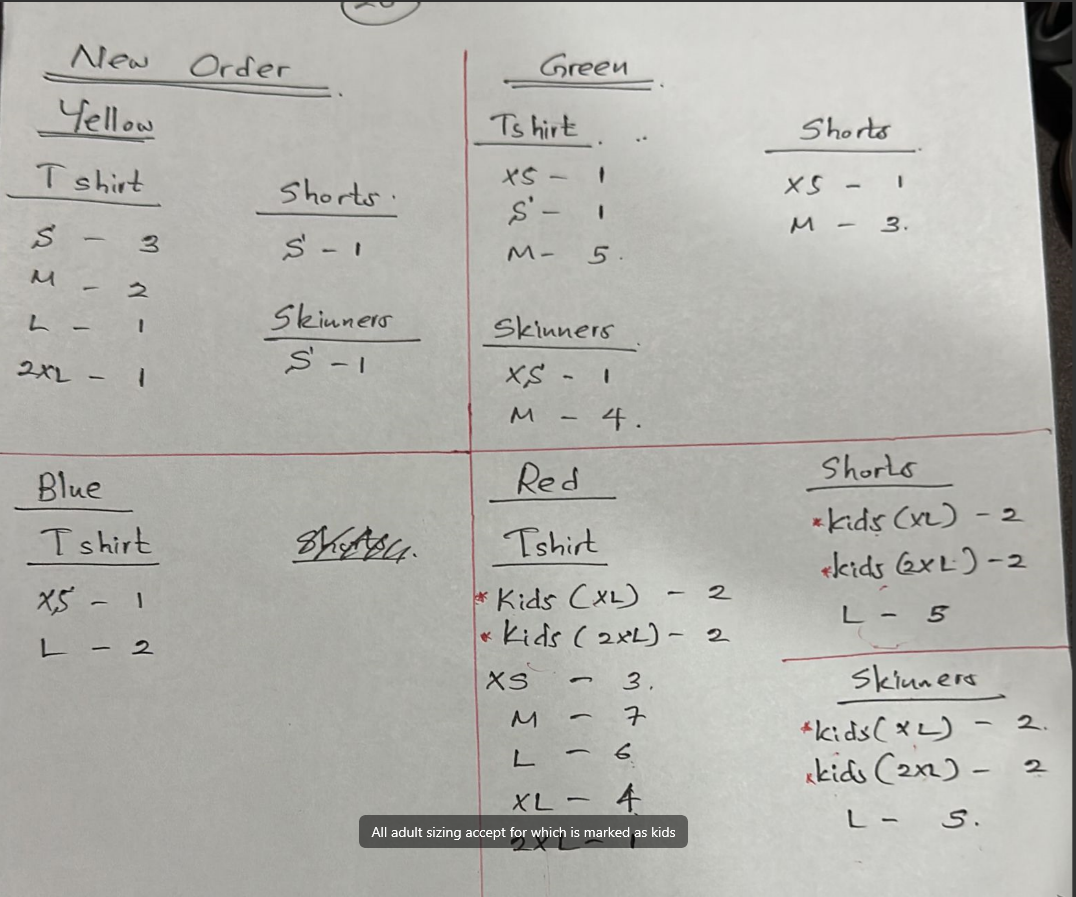 New Order
Yellow
T shirt
S - 3
M - 2
L - 1
2XL - 1
Shorts.
S - 1
Skinners
S - 1
Green
Tshirt
XS - 1
S - 1
M - 5.
Shorts
XS - 1
M - 3.
Skinners
XS - 1
M - 4.
Blue
T shirt
XS - 1
L - 2
Red
Tshirt
* Kids (XL) - 2
* Kids (2XL) - 2
XS - 3.
M - 7
L - 6
XL - 4
2XL - 1
Shorts
*kids (XL) - 2
*kids (2XL) - 2
L - 5
Skinners
*kids (XL) - 2.
*kids (2XL) - 2
L - 5.
All adult sizing accept for which is marked as kids